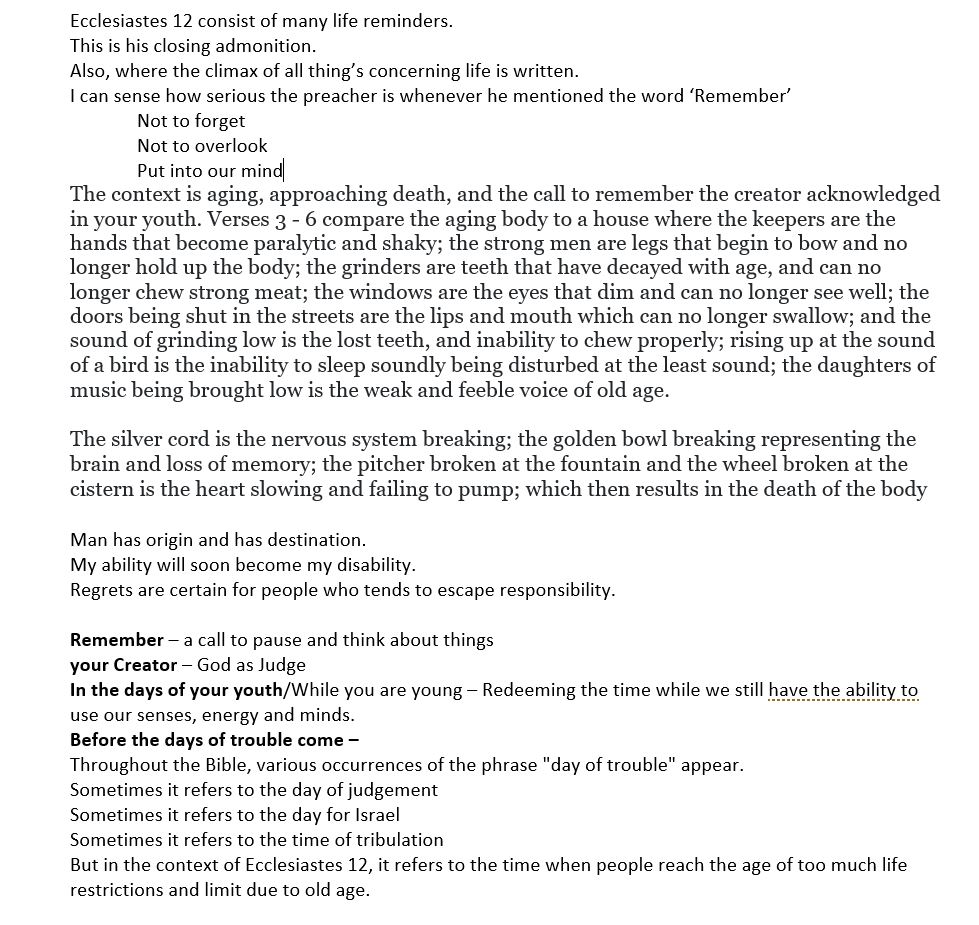 Ecclesiastes 12 consist of many life reminders.
This is his closing admonition.
Also, where the climax of all thing’s concerning life is written.
I can sense how serious the preacher is whenever he mentioned the word ‘Remember’
Not to forget
Not to overlook
Put into our mind
The context is aging, approaching death, and the call to remember the creator acknowledged
in your youth. Verses 3 - 6 compare the aging body to a house where the keepers are the
hands that become paralytic and shaky; the strong men are legs that begin to bow and no
longer hold up the body; the grinders are teeth that have decayed with age, and can no
longer chew strong meat; the windows are the eyes that dim and can no longer see well; the
doors being shut in the streets are the lips and mouth which can no longer swallow; and the
sound of grinding low is the lost teeth, and inability to chew properly; rising up at the sound
of a bird is the inability to sleep soundly being disturbed at the least sound; the daughters of
music being brought low is the weak and feeble voice of old age.
The silver cord is the nervous system breaking; the golden bowl breaking representing the
brain and loss of memory; the pitcher broken at the fountain and the wheel broken at the
cistern is the heart slowing and failing to pump; which then results in the death of the body
Man has origin and has destination.
My ability will soon become my disability.
Regrets are certain for people who tends to escape responsibility.
Remember – a call to pause and think about things
your Creator – God as Judge
In the days of your youth/While you are young – Redeeming the time while we still have the ability to
use our senses, energy and minds.
Before the days of trouble come –
Throughout the Bible, various occurrences of the phrase "day of trouble" appear.
Sometimes it refers to the day of judgement
Sometimes it refers to the day for Israel
Sometimes it refers to the time of tribulation
But in the context of Ecclesiastes 12, it refers to the time when people reach the age of too much life
restrictions and limit due to old age.